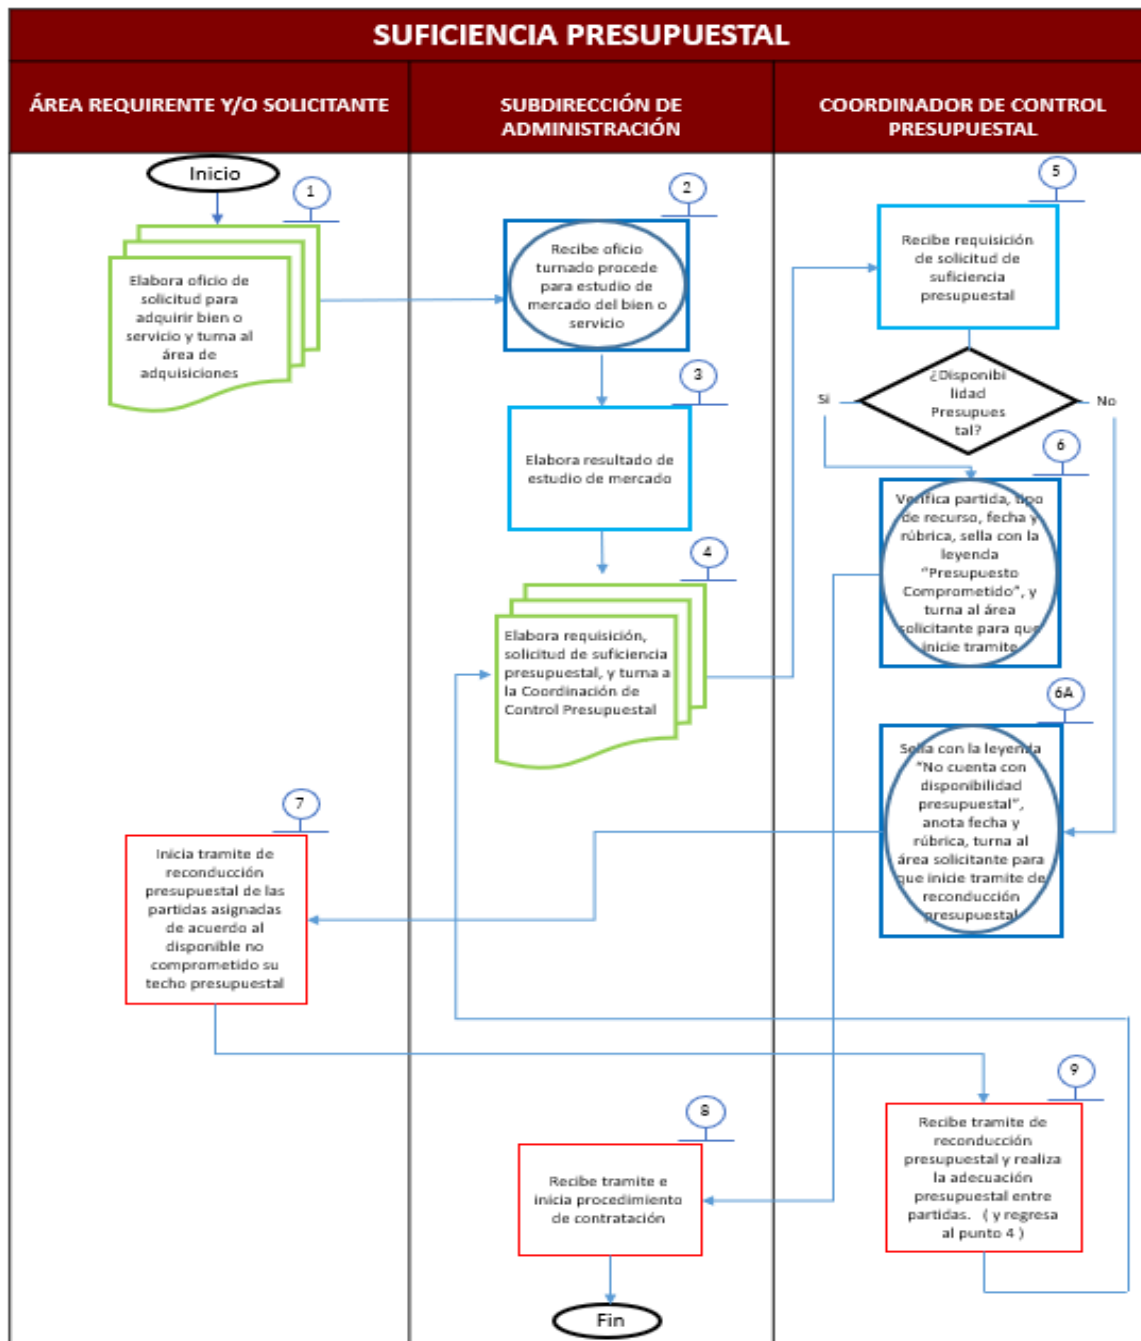 SUFICIENCIA PRESUPUESTAL
ÁREA REQUIRENTE Y/O SOLICITANTE
SUBDIRECCIÓN DE
ADMINISTRACIÓN
COORDINADOR DE CONTROL
PRESUPUESTAL
Inicio
1
Elabora oficio de
solicitud para
adquirir bien o
servicio y turna al
área de
adquisiciones
2
Recibe oficio
turnado procede
para estudio de
mercado del bien o
servicio
3
Elabora resultado de
estudio de mercado
4
Elabora requisición,
solicitud de suficiencia
presupuestal, y turna a
la Coordinación de
Control Presupuestal
5
Recibe requisición
de solicitud de
suficiencia
presupuestal
¿Disponibi
lidad
Presupues
tal?
Si
No
6
Verifica partida, tipo
de recurso, fecha y
rúbrica, sella con la
leyenda
"Presupuesto
Comprometido", y
turna al área
solicitante para que
inicie tramite
6A
Sella con la leyenda
"No cuenta con
disponibilidad
presupuestal",
anota fecha y
rúbrica, turna al
área solicitante para
que inicie tramite de
reconducción
presupuestal
7
Inicia tramite de
reconducción
presupuestal de las
partidas asignadas
de acuerdo al
disponible no
comprometido su
techo presupuestal
8
Recibe tramite e
inicia procedimiento
de contratación
9
Recibe tramite de
reconducción
presupuestal y realiza
la adecuación
presupuestal entre
partidas. ( y regresa
al punto 4 )
Fin